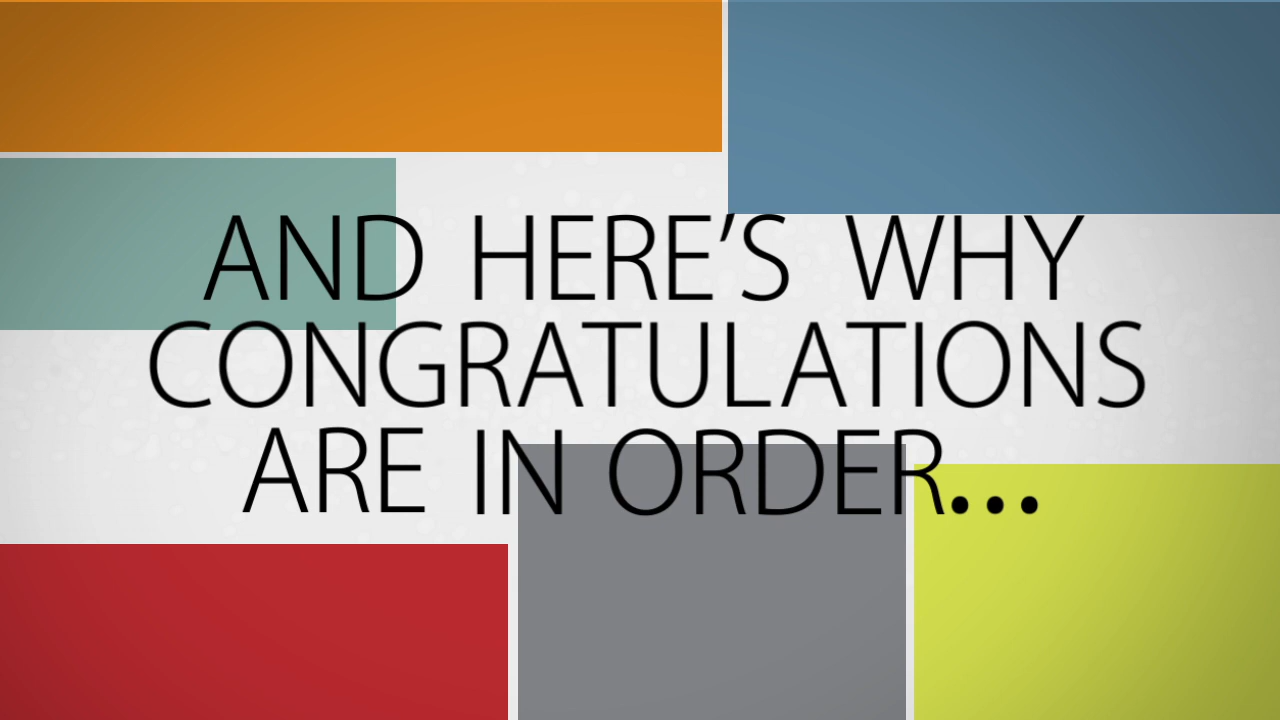 AND HERE’S WHY
CONGRATULATIONS
ARE IN ORDER...